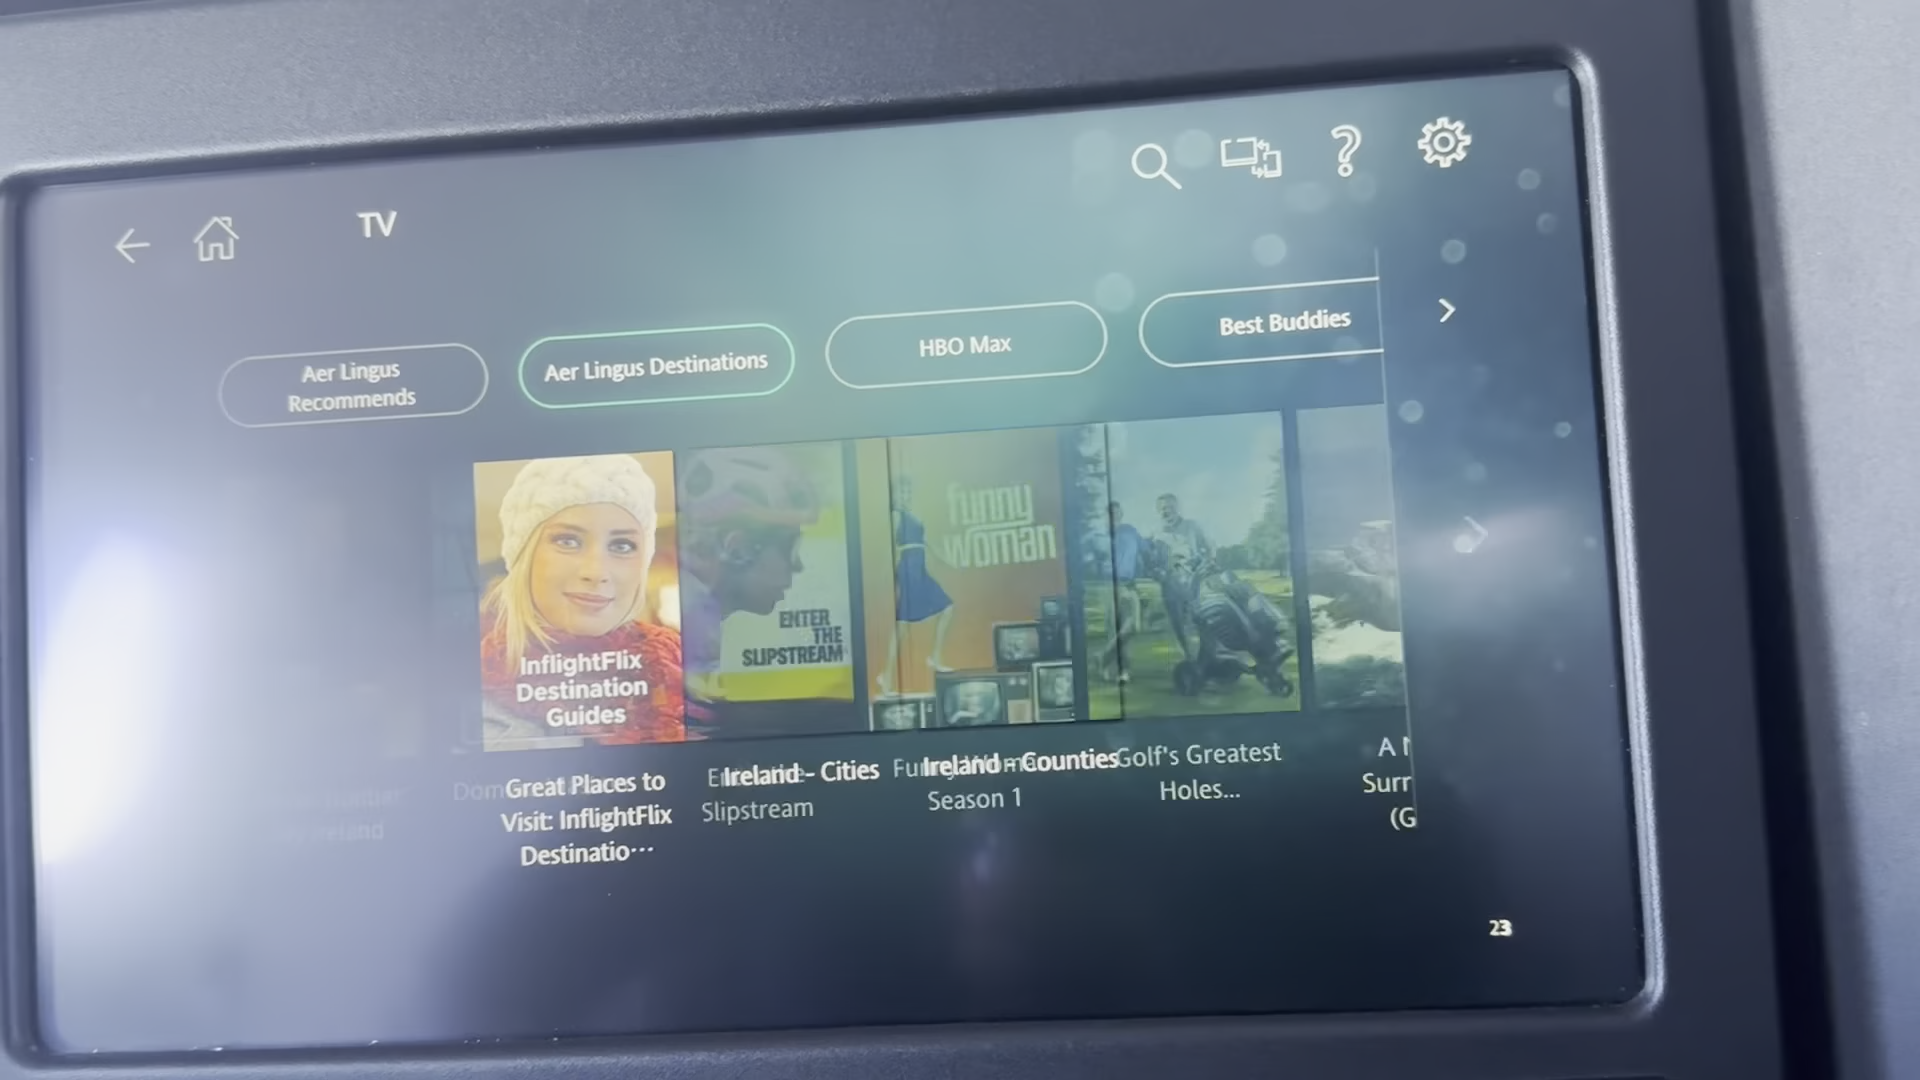 TV
Aer Lingus
Recommends
Aer Lingus Destinations
HBO Max
Best Buddies
InflightFlix
Destination
Guides
ENTER
THE
SLIPSTREAM
funny
woman
Great Places to
Visit: InflightFlix
Destinatio...
Ireland - Cities
Slipstream
Ireland - Counties
Season 1
Golf's Greatest
Holes...
A
Surr
(G
23